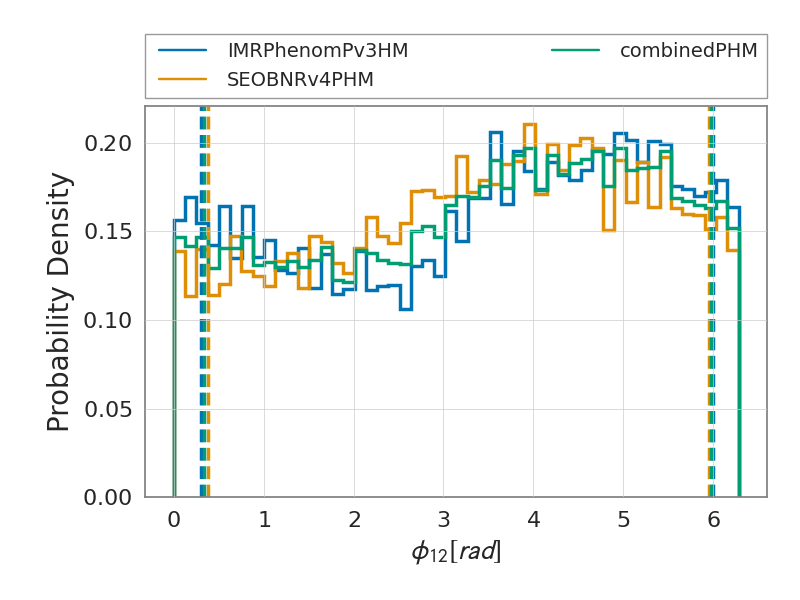 IMRPhenomPv3HM
SEOBNRv4PHM
combinedPHM
Probability Density
0.20
0.15
0.10
0.05
0.00
0 1 2 3 4 5 6
ϕ₁₂[rad]